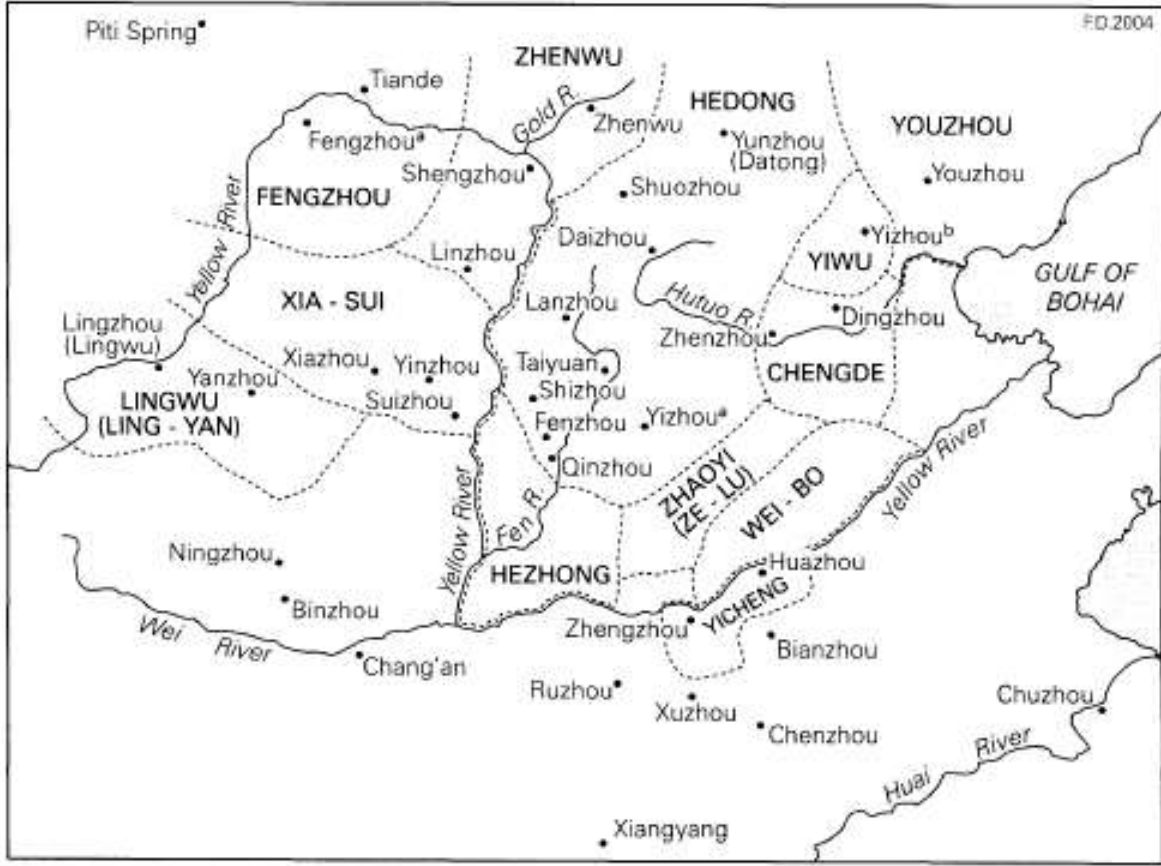 F.D.2004
Piti Spring
ZHENWU
Tiande
Gold R.
Zhenwu
HEDONG
Yunzhou
(Datong)
YOUZHOU
Fengzhouª
Shengzhou
Youzhou
FENGZHOU
Shuozhou
Yellow River
Daizhou
Yizhouᵇ
YIWU
Linzhou
GULF OF
BOHAI
XIA - SUI
Hutuo R.
Lanzhou
Dingzhou
Lingzhou
(Lingwu)
Zhenzhou
Xiazhou
Yinzhou
Taiyuan
CHENGDE
Yanzhou
Shizhou
LINGWU
(LING - YAN)
Suizhou
Fenzhou
Yizhouª
Qinzhou
ZHAOYI
(ZE - LU)
WEI - BO
Yellow River
Yellow River
Fen R.
Ningzhou
HEZHONG
Huazhou
Binzhou
YICHENG
Zhengzhou
Wei River
Bianzhou
Chang'an
Ruzhou
Xuzhou
Chuzhou
Chenzhou
Huai River
Xiangyang